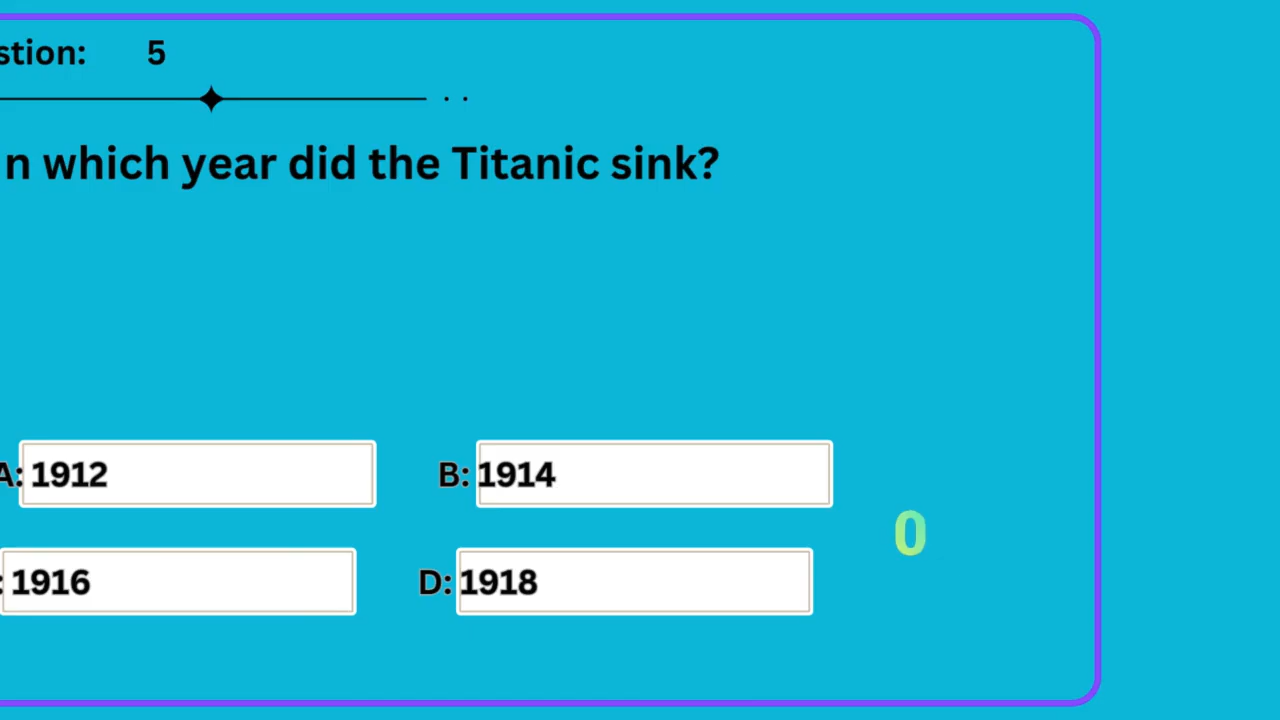 stion: 5
n which year did the Titanic sink?
A: 1912 B: 1914
0
: 1916 D: 1918